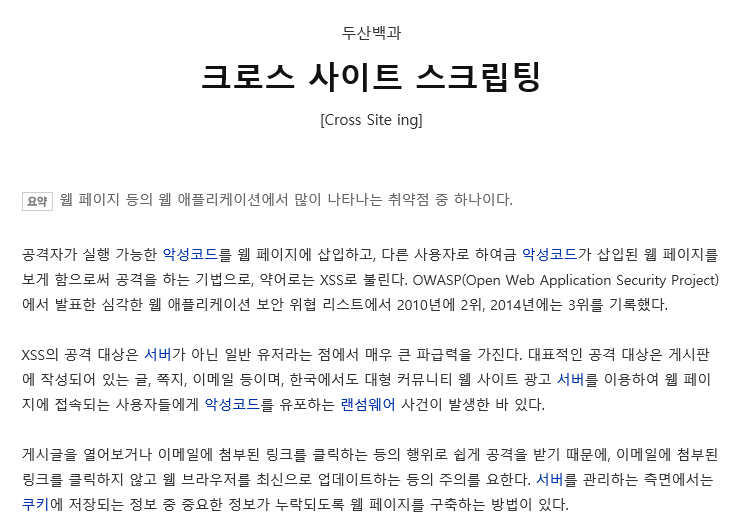 두산백과
크로스 사이트 스크립팅
[Cross Site ing]
요약 웹 페이지 등의 웹 애플리케이션에서 많이 나타나는 취약점 중 하나이다.
공격자가 실행 가능한 악성코드를 웹 페이지에 삽입하고, 다른 사용자로 하여금 악성코드가 삽입된 웹 페이지를
보게 함으로써 공격을 하는 기법으로, 약어로는 XSS로 불린다. OWASP(Open Web Application Security Project)
에서 발표한 심각한 웹 애플리케이션 보안 위협 리스트에서 2010년에 2위, 2014년에는 3위를 기록했다.
XSS의 공격 대상은 서버가 아닌 일반 유저라는 점에서 매우 큰 파급력을 가진다. 대표적인 공격 대상은 게시판
에 작성되어 있는 글, 쪽지, 이메일 등이며, 한국에서도 대형 커뮤니티 웹 사이트 광고 서버를 이용하여 웹 페이
지에 접속되는 사용자들에게 악성코드를 유포하는 랜섬웨어 사건이 발생한 바 있다.
게시글을 열어보거나 이메일에 첨부된 링크를 클릭하는 등의 행위로 쉽게 공격을 받기 때문에, 이메일에 첨부된
링크를 클릭하지 않고 웹 브라우저를 최신으로 업데이트하는 등의 주의를 요한다. 서버를 관리하는 측면에서는
쿠키에 저장되는 정보 중 중요한 정보가 누락되도록 웹 페이지를 구축하는 방법이 있다.